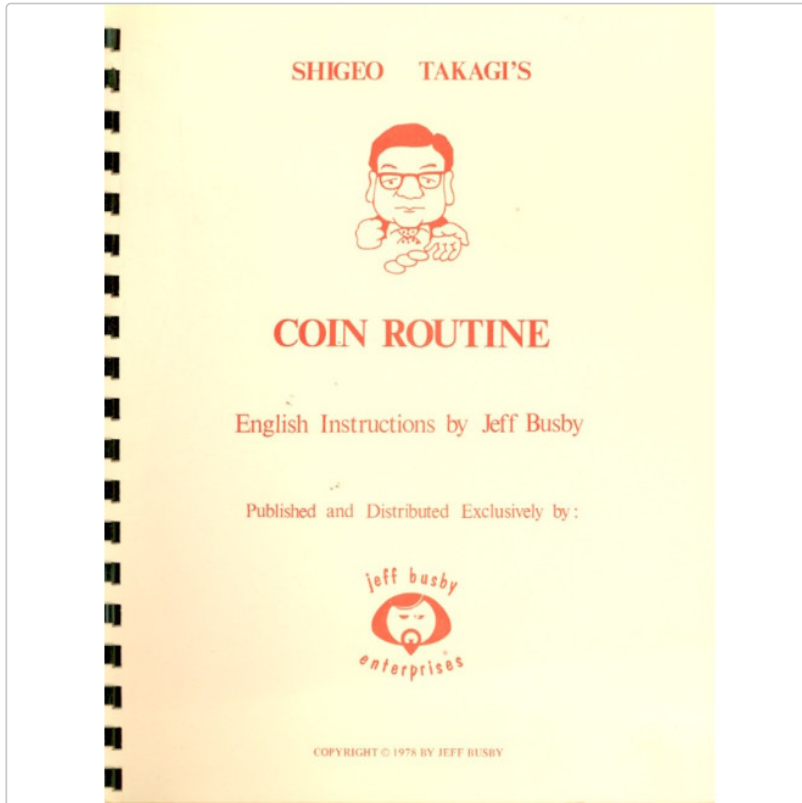 SHIGEO TAKAGI'S
COIN ROUTINE
English Instructions by Jeff Busby
Published and Distributed Exclusively by:
jeff busby
enterprises
COPYRIGHT © 1978 BY JEFF BUSBY